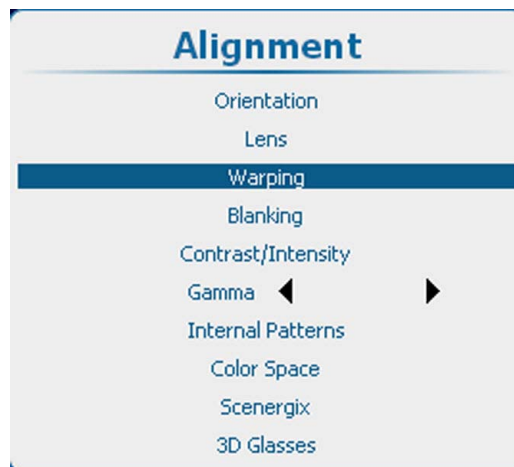 Alignment
Orientation
Lens
Warping
Blanking
Contrast/Intensity
Gamma
Internal Patterns
Color Space
Scenergix
3D Glasses